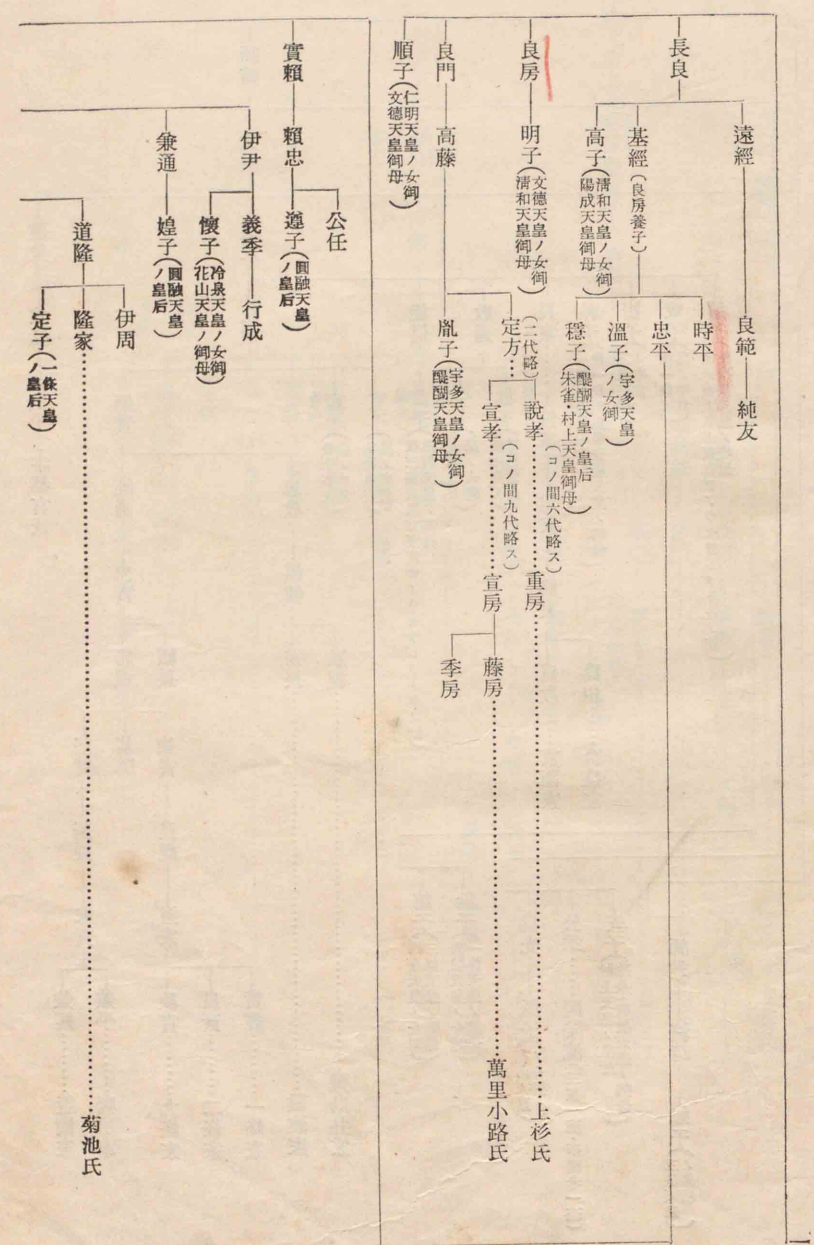 長良
遠經
良範
純友
基經(良房養子)
時平
忠平
溫子(宇多天皇ノ女御)
穩子(醍醐天皇ノ皇后
朱雀・村上天皇御母)
高子(淸和天皇ノ女御
陽成天皇御母)
良房
明子(文德天皇ノ女御
淸和天皇御母)
良門
高藤
定方
(二代略)
說孝
(コノ間六代略ス)
重房
上杉氏
宣孝
(コノ間九代略ス)
宣房
藤房
萬里小路氏
季房
胤子(宇多天皇ノ女御
醍醐天皇御母)
順子(仁明天皇ノ女御
文德天皇御母)
實賴
賴忠
公任
遵子(圓融天皇
ノ皇后)
伊尹
義季
行成
懷子(冷泉天皇ノ女御
花山天皇ノ御母)
兼通
媓子(圓融天皇
ノ皇后)
道隆
伊周
隆家
菊池氏
定子(一條天皇
ノ皇后)